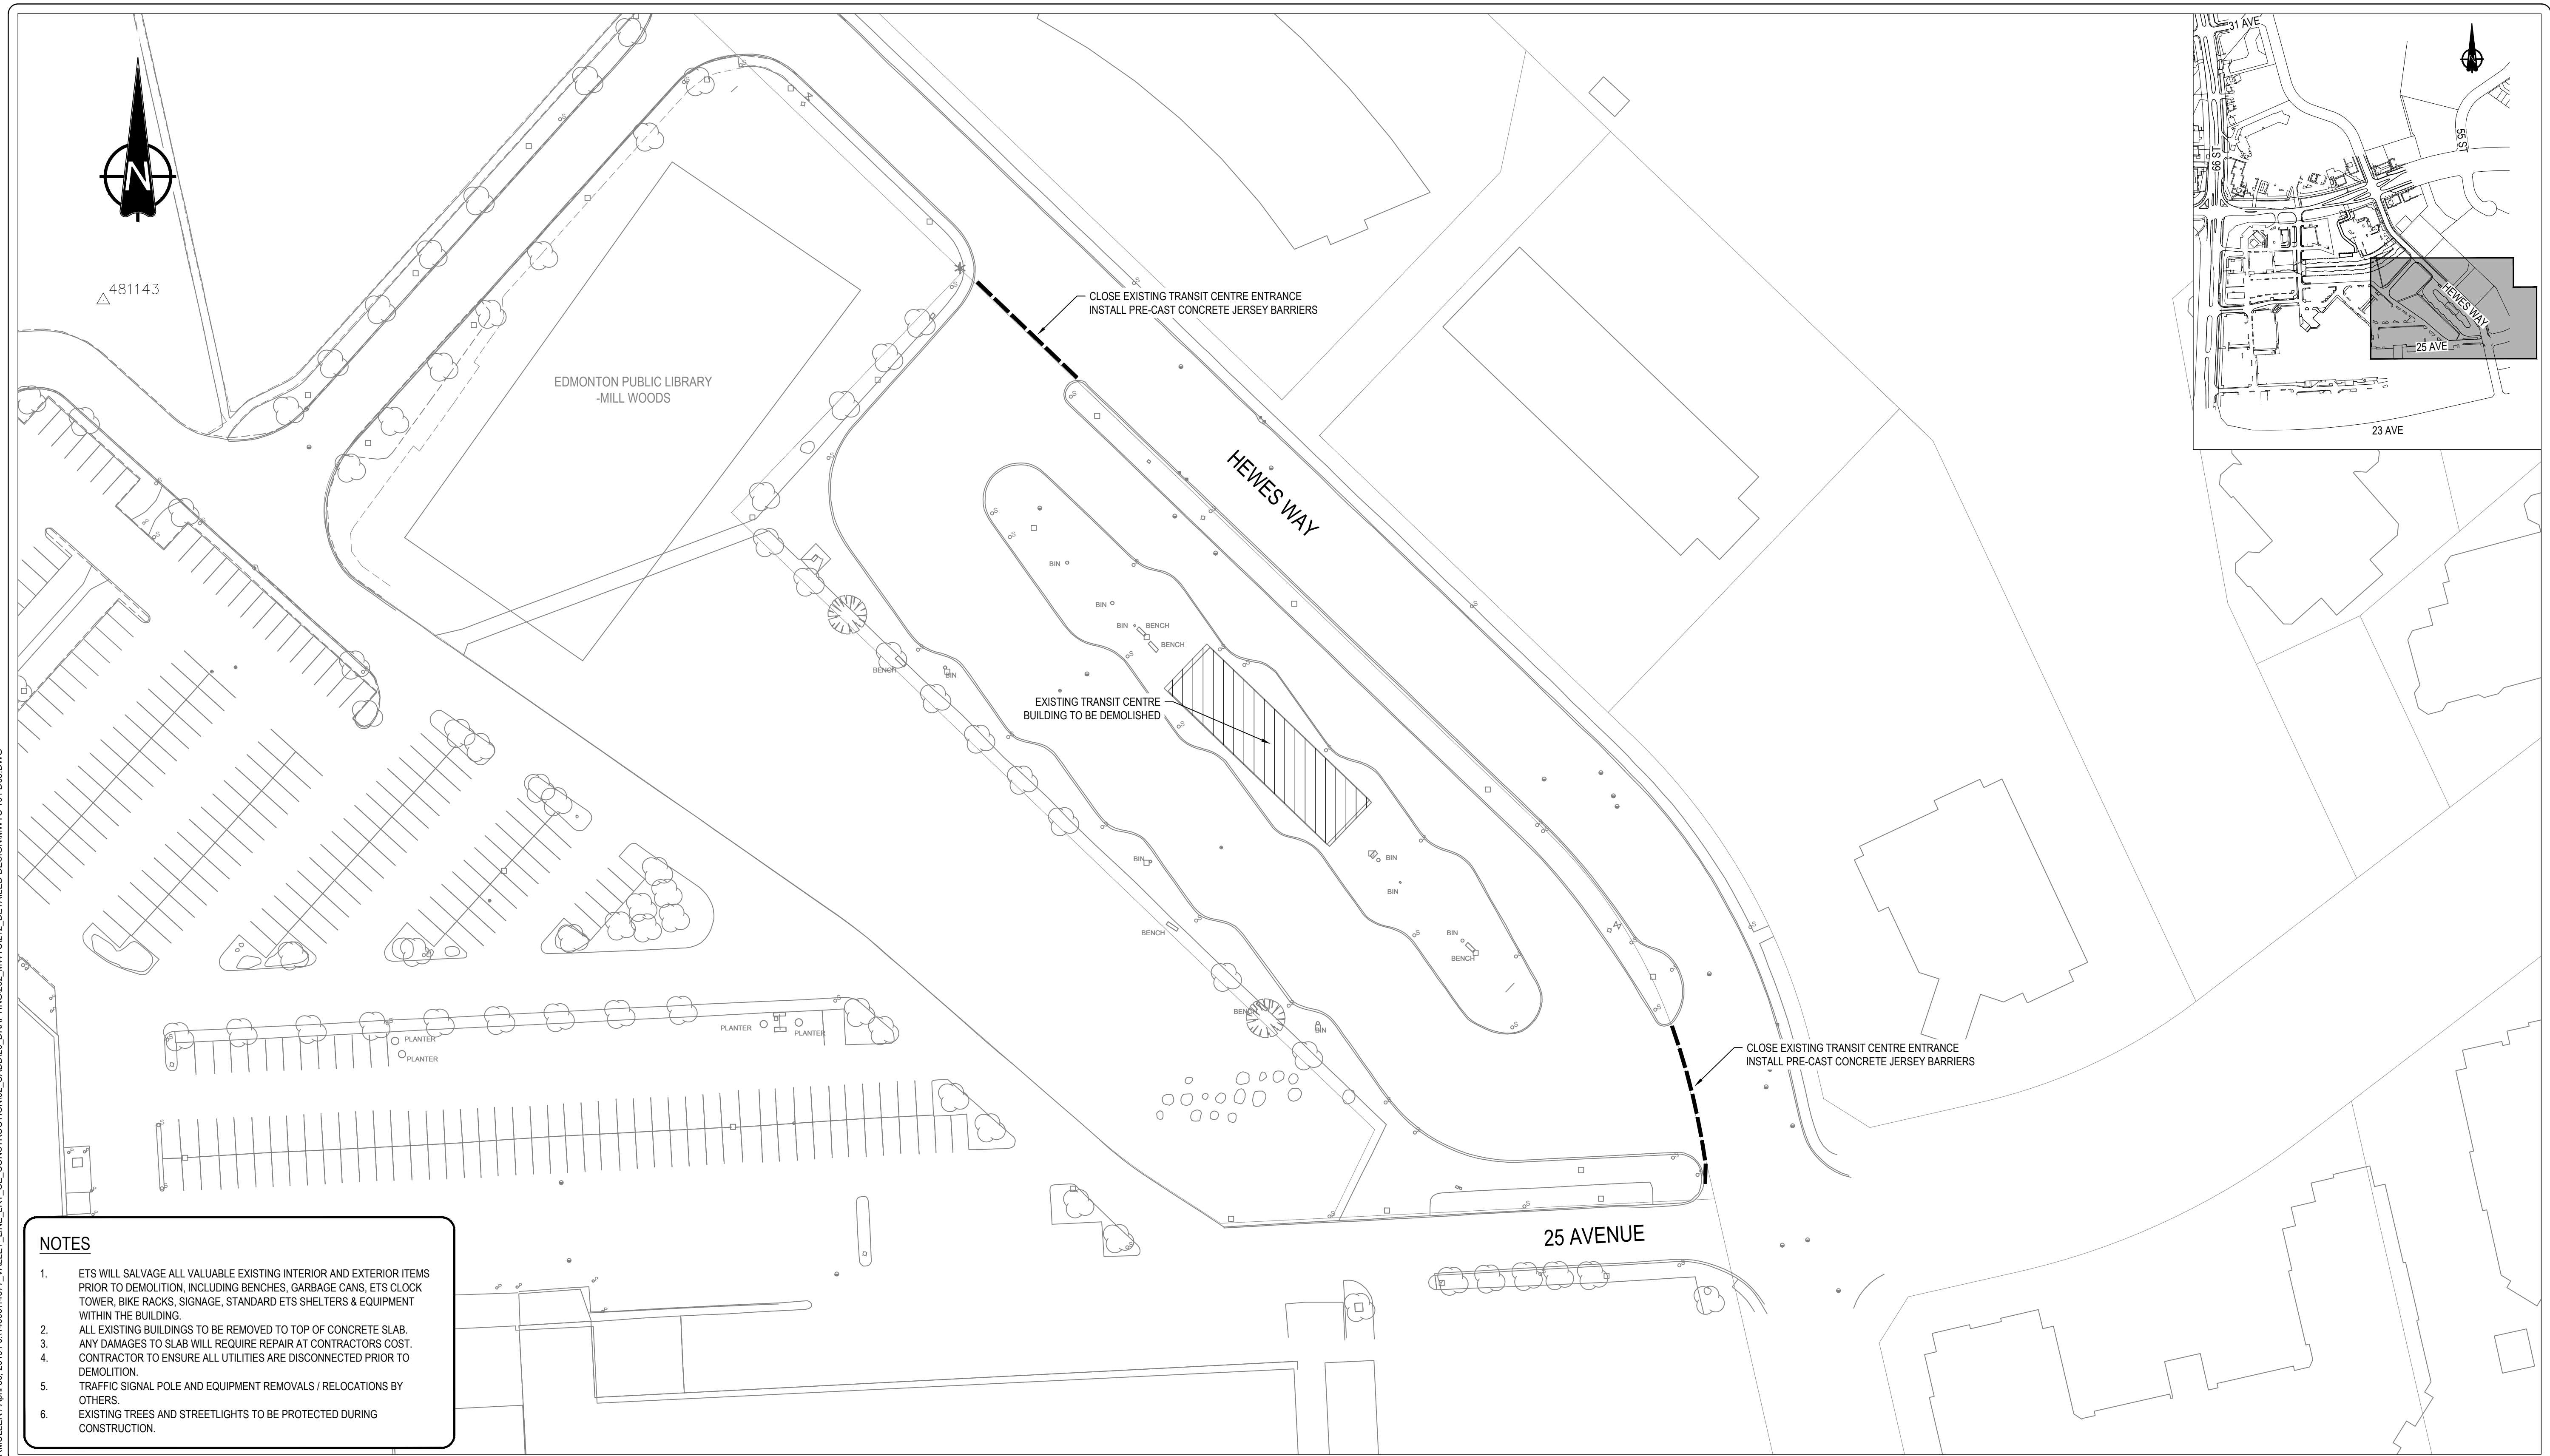 N
481143
EDMONTON PUBLIC LIBRARY
-MILL WOODS
CLOSE EXISTING TRANSIT CENTRE ENTRANCE
INSTALL PRE-CAST CONCRETE JERSEY BARRIERS
HEWES WAY
31 AVE
N
55 ST
66 ST
HEWES WAY
25 AVE
23 AVE
BIN
BIN
BIN
BENCH
BENCH
BENCH
BIN
EXISTING TRANSIT CENTRE
BUILDING TO BE DEMOLISHED
BIN
BIN
BIN
BENCH
BIN
BENCH
BENCH
BIN
PLANTER
PLANTER
PLANTER
PLANTER
CLOSE EXISTING TRANSIT CENTRE ENTRANCE
INSTALL PRE-CAST CONCRETE JERSEY BARRIERS
25 AVENUE
NOTES
1. ETS WILL SALVAGE ALL VALUABLE EXISTING INTERIOR AND EXTERIOR ITEMS
PRIOR TO DEMOLITION, INCLUDING BENCHES, GARBAGE CANS, ETS CLOCK
TOWER, BIKE RACKS, SIGNAGE, STANDARD ETS SHELTERS & EQUIPMENT
WITHIN THE BUILDING.
2. ALL EXISTING BUILDINGS TO BE REMOVED TO TOP OF CONCRETE SLAB.
3. ANY DAMAGES TO SLAB WILL REQUIRE REPAIR AT CONTRACTORS COST.
4. CONTRACTOR TO ENSURE ALL UTILITIES ARE DISCONNECTED PRIOR TO
DEMOLITION.
5. TRAFFIC SIGNAL POLE AND EQUIPMENT REMOVALS / RELOCATIONS BY
OTHERS.
6. EXISTING TREES AND STREETLIGHTS TO BE PROTECTED DURING
CONSTRUCTION.